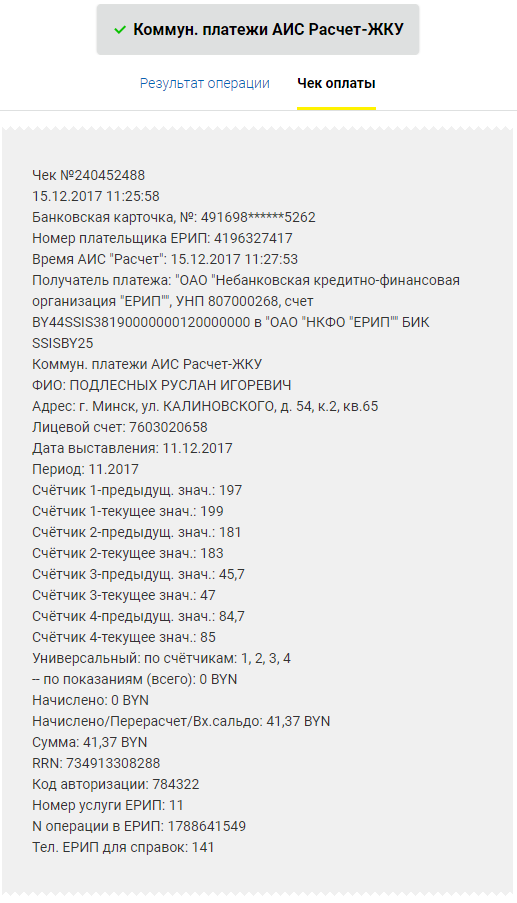 Коммун. платежи АИС Расчет-ЖКУ
Результат операции Чек оплаты
Чек №240452488
15.12.2017 11:25:58
Банковская карточка, №: 491698******5262
Номер плательщика ЕРИП: 4196327417
Время АИС "Расчет": 15.12.2017 11:27:53
Получатель платежа: "ОАО "Небанковская кредитно-финансовая
организация "ЕРИП"", УНП 807000268, счет
BY44SSIS38190000000120000000 в "ОАО "НКФО "ЕРИП"" БИК
SSISBY25
Коммун. платежи АИС Расчет-ЖКУ
ФИО: ПОДЛЕСНЫХ РУСЛАН ИГОРЕВИЧ
Адрес: г. Минск, ул. КАЛИНОВСКОГО, д. 54, к.2, кв.65
Лицевой счет: 7603020658
Дата выставления: 11.12.2017
Период: 11.2017
Счётчик 1-предыдущ. знач.: 197
Счётчик 1-текущее знач.: 199
Счётчик 2-предыдущ. знач.: 181
Счётчик 2-текущее знач.: 183
Счётчик 3-предыдущ. знач.: 45,7
Счётчик 3-текущее знач.: 47
Счётчик 4-предыдущ. знач.: 84,7
Счётчик 4-текущее знач.: 85
Универсальный: по счётчикам: 1, 2, 3, 4
-- по показаниям (всего): 0 BYN
Начислено: 0 BYN
Начислено/Перерасчет/Вх.сальдо: 41,37 BYN
Сумма: 41,37 BYN
RRN: 734913308288
Код авторизации: 784322
Номер услуги ЕРИП: 11
N операции в ЕРИП: 1788641549
Тел. ЕРИП для справок: 141